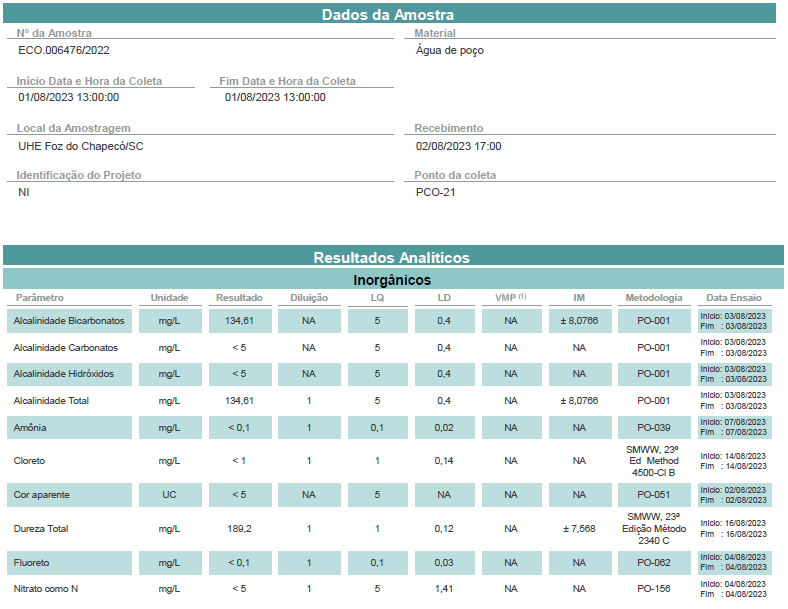 Dados da Amostra
Nº da Amostra Material
ECO.006476/2022 Água de poço
Início Data e Hora da Coleta Fim Data e Hora da Coleta
01/08/2023 13:00:00 01/08/2023 13:00:00
Local da Amostragem Recebimento
UHE Foz do Chapecó/SC 02/08/2023 17:00
Identificação do Projeto Ponto da coleta
NI PCO-21
Resultados Analíticos
Inorgânicos
Parâmetro Unidade Resultado Diluição LQ LD VMP (1) IM Metodologia Data Ensaio
Alcalinidade Bicarbonatos mg/L 134,61 NA 5 0,4 NA ± 8,0766 PO-001 Início: 03/08/2023
Fim : 03/08/2023
Alcalinidade Carbonatos mg/L < 5 NA 5 0,4 NA NA PO-001 Início: 03/08/2023
Fim : 03/08/2023
Alcalinidade Hidróxidos mg/L < 5 NA 5 0,4 NA NA PO-001 Início: 03/08/2023
Fim : 03/08/2023
Alcalinidade Total mg/L 134,61 1 5 0,4 NA ± 8,0766 PO-001 Início: 03/08/2023
Fim : 03/08/2023
Amônia mg/L < 0,1 1 0,1 0,02 NA NA PO-039 Início: 07/08/2023
Fim : 07/08/2023
Cloreto mg/L < 1 1 1 0,14 NA NA SMWW, 23ª
Ed Method
4500-Cl B
Início: 14/08/2023
Fim : 14/08/2023
Cor aparente UC < 5 NA 5 NA NA NA PO-051 Início: 02/08/2023
Fim : 02/08/2023
Dureza Total mg/L 189,2 1 1 0,12 NA ± 7,568 SMWW, 23ª
Edição Método
2340 C
Início: 16/08/2023
Fim : 16/08/2023
Fluoreto mg/L < 0,1 1 0,1 0,03 NA NA PO-062 Início: 04/08/2023
Fim : 04/08/2023
Nitrato como N mg/L < 5 1 5 1,41 NA NA PO-156 Início: 04/08/2023
Fim : 04/08/2023